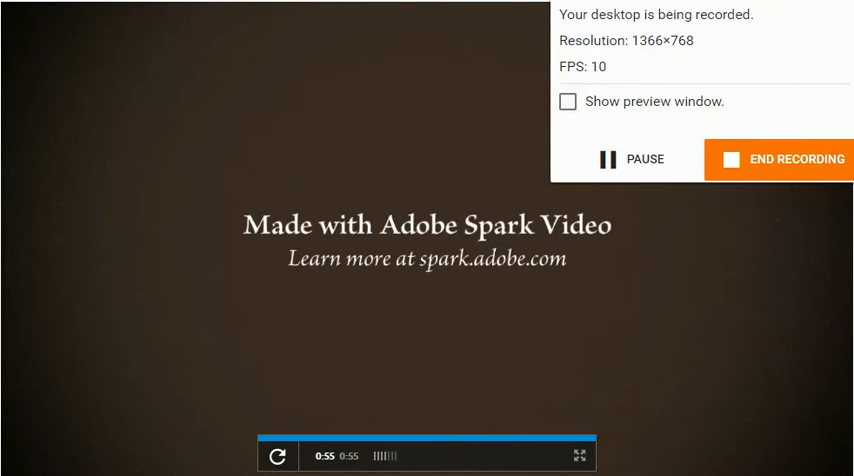 Your desktop is being recorded.
Resolution: 1366×768
FPS: 10
Show preview window.
PAUSE
END RECORDING
Made with Adobe Spark Video
Learn more at spark.adobe.com
0:55 0:55